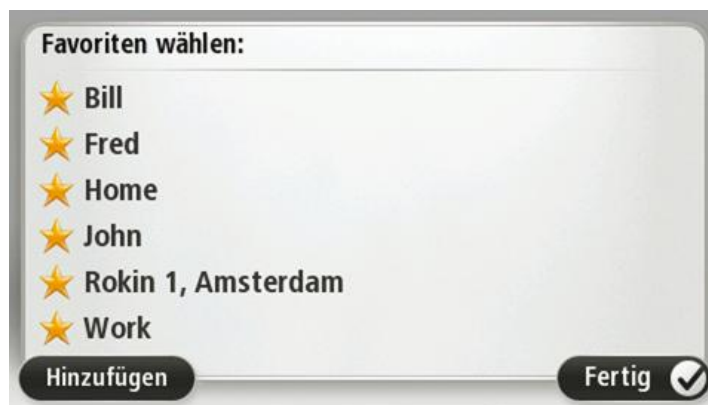 Favoriten wählen:
Bill
Fred
Home
John
Rokin 1, Amsterdam
Work
Hinzufügen
Fertig